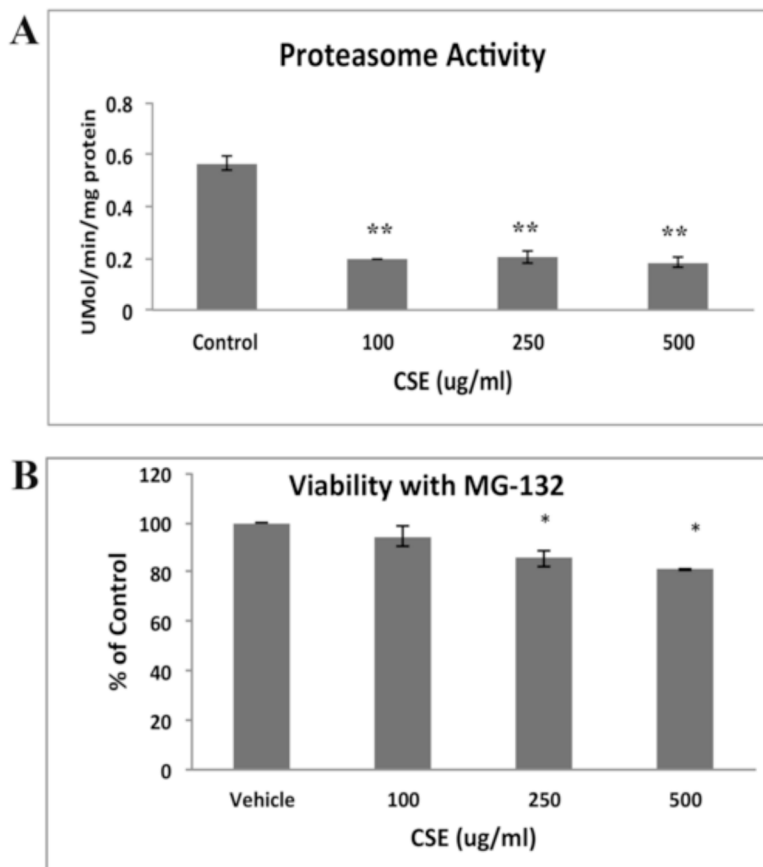 A
Proteasome Activity
UMol/min/mg protein
0.8
0.6
0.4
0.2
0
** ** **
Control 100 250 500
CSE (ug/ml)
B
Viability with MG-132
% of Control
120
100
80
60
40
20
0
* *
Vehicle 100 250 500
CSE (ug/ml)